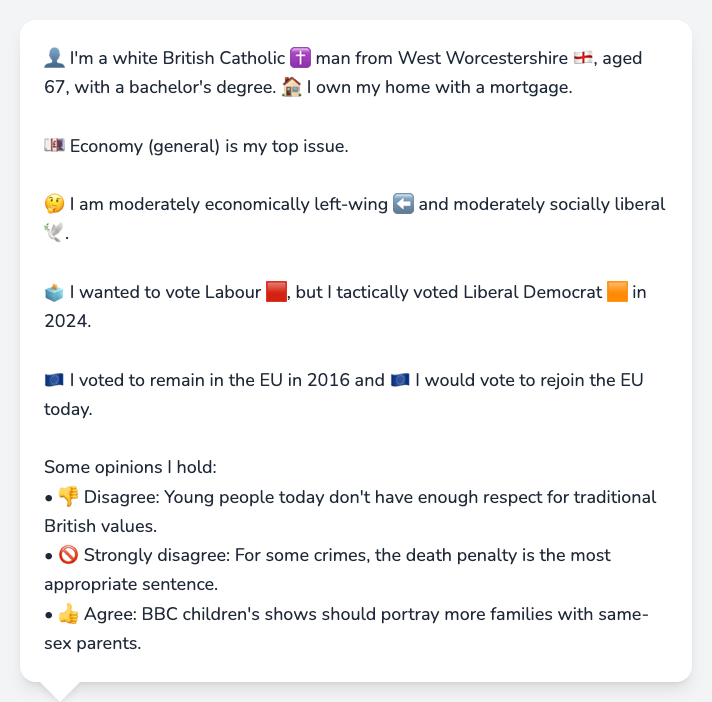 👤 I'm a white British Catholic ✝️ man from West Worcestershire 🏴󠁧󠁢󠁥󠁮󠁧󠁿, aged
67, with a bachelor's degree. 🏠 I own my home with a mortgage.
💷 Economy (general) is my top issue.
🤔 I am moderately economically left-wing ⬅️ and moderately socially liberal
🕊️.
🗳️ I wanted to vote Labour 🟥, but I tactically voted Liberal Democrat 🟧 in
2024.
🇪🇺 I voted to remain in the EU in 2016 and 🇪🇺 I would vote to rejoin the EU
today.
Some opinions I hold:
• 👎 Disagree: Young people today don't have enough respect for traditional
British values.
• 🚫 Strongly disagree: For some crimes, the death penalty is the most
appropriate sentence.
• 👍 Agree: BBC children's shows should portray more families with same-
sex parents.